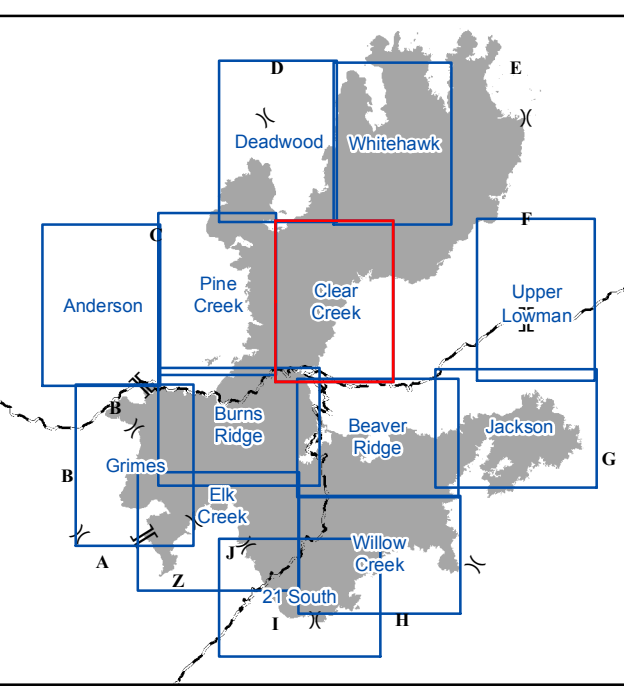 D
E
Deadwood
Whitehawk
F
C
Anderson
Pine
Creek
Clear
Creek
Upper
Lowman
B
Burns
Ridge
Beaver
Ridge
Jackson
B
Grimes
G
Elk
Creek
A
Z
J
Willow
Creek
21 South
I
H